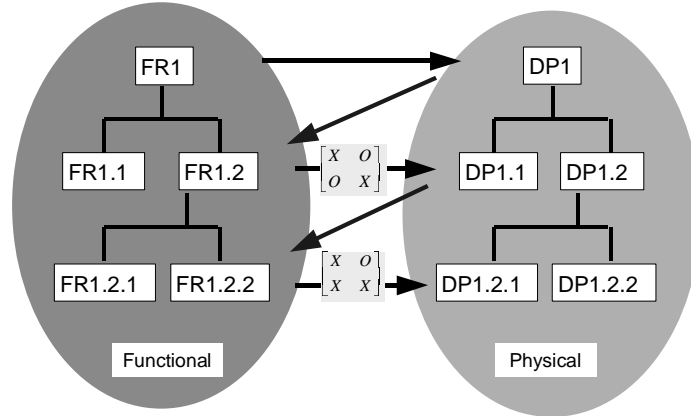 FR1
DP1
FR1.1
FR1.2
X O
O X
DP1.1
DP1.2
FR1.2.1
FR1.2.2
X O
X X
DP1.2.1
DP1.2.2
Functional
Physical